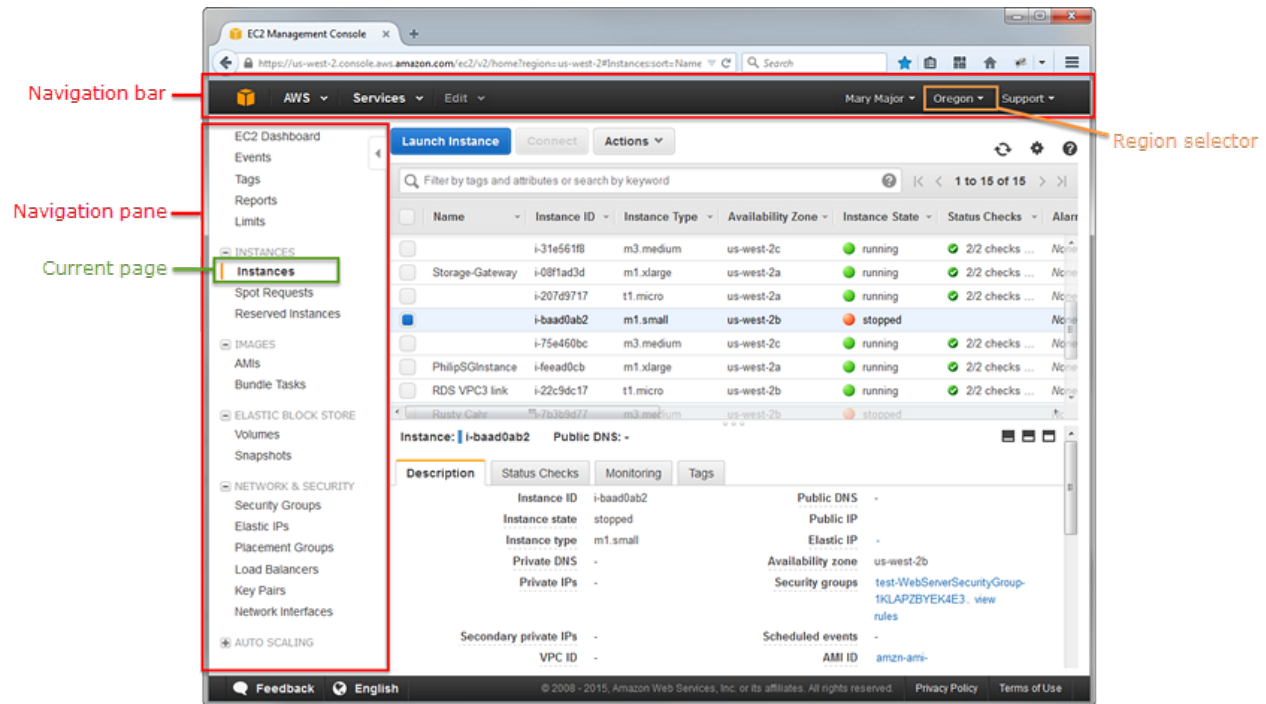 EC2 Management Console × +
https://us-west-2.console.aws.amazon.com/ec2/v2/home?region=us-west-2#Instances:sort=Name Search
Navigation bar
AWS Services Edit Mary Major Oregon Support
Region selector
Navigation pane
Current page
EC2 Dashboard
Events
Tags
Reports
Limits
INSTANCES
Instances
Spot Requests
Reserved Instances
IMAGES
AMIs
Bundle Tasks
ELASTIC BLOCK STORE
Volumes
Snapshots
NETWORK & SECURITY
Security Groups
Elastic IPs
Placement Groups
Load Balancers
Key Pairs
Network Interfaces
AUTO SCALING
Launch Instance Connect Actions
Filter by tags and attributes or search by keyword 1 to 15 of 15
Name Instance ID Instance Type Availability Zone Instance State Status Checks Alarm
i-31e561f8 m3.medium us-west-2c running 2/2 checks ... None
Storage-Gateway i-08f1ad3d m1.xlarge us-west-2a running 2/2 checks ... None
i-207d9717 t1.micro us-west-2a running 2/2 checks ... None
i-baad0ab2 m1.small us-west-2b stopped None
i-75e460bc m3.medium us-west-2c running 2/2 checks ... None
PhilipSGInstance i-feead0cb m1.xlarge us-west-2a running 2/2 checks ... None
RDS VPC3 link i-22c9dc17 t1.micro us-west-2b running 2/2 checks ... None
Rusty Cahr i-7b3b9d77 m3.medium us-west-2b stopped
Instance: i-baad0ab2 Public DNS: -
Description Status Checks Monitoring Tags
Instance ID i-baad0ab2 Public DNS -
Instance state stopped Public IP
Instance type m1.small Elastic IP -
Private DNS - Availability zone us-west-2b
Private IPs - Security groups test-WebServerSecurityGroup-
1KLAPZBYEK4E3. view
rules
Secondary private IPs - Scheduled events -
VPC ID - AMI ID amzn-ami-
Feedback English © 2008 - 2015, Amazon Web Services, Inc. or its affiliates. All rights reserved. Privacy Policy Terms of Use